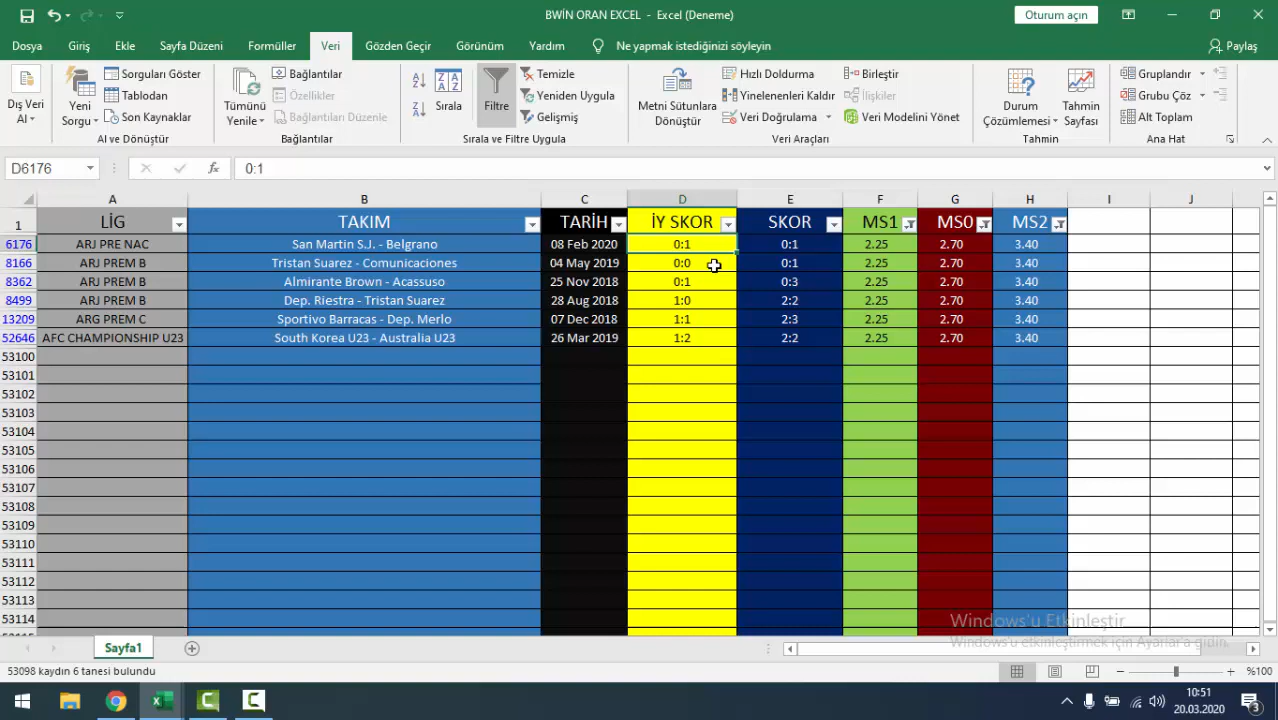 BWİN ORAN EXCEL - Excel (Deneme)
Oturum açın
Dosya Giriş Ekle Sayfa Düzeni Formüller Veri Gözden Geçir Görünüm Yardım Ne yapmak istediğinizi söyleyin Paylaş
Dış Veri Al
Yeni Sorgu
Sorguları Göster
Tablodan
Son Kaynaklar
Al ve Dönüştür
Tümünü Yenile
Bağlantılar
Özellikler
Bağlantıları Düzenle
Bağlantılar
Sırala
Filtre
Temizle
Yeniden Uygula
Gelişmiş
Sırala ve Filtre Uygula
Metni Sütunlara Dönüştür
Hızlı Doldurma
Yinelenenleri Kaldır
Veri Doğrulama
Birleştir
İlişkiler
Veri Modelini Yönet
Veri Araçları
Durum Çözümlemesi
Tahmin Sayfası
Tahmin
Gruplandır
Grubu Çöz
Alt Toplam
Ana Hat
D6176 fx 0:1
A B C D E F G H I J
1 LİG TAKIM TARİH İY SKOR SKOR MS1 MS0 MS2
6176 ARJ PRE NAC San Martin S.J. - Belgrano 08 Feb 2020 0:1 0:1 2.25 2.70 3.40
8166 ARJ PREM B Tristan Suarez - Comunicaciones 04 May 2019 0:0 0:1 2.25 2.70 3.40
8362 ARJ PREM B Almirante Brown - Acassuso 25 Nov 2018 0:1 0:3 2.25 2.70 3.40
8499 ARJ PREM B Dep. Riestra - Tristan Suarez 28 Aug 2018 1:0 2:2 2.25 2.70 3.40
13209 ARG PREM C Sportivo Barracas - Dep. Merlo 07 Dec 2018 1:1 2:3 2.25 2.70 3.40
52646 AFC CHAMPIONSHIP U23 South Korea U23 - Australia U23 26 Mar 2019 1:2 2:2 2.25 2.70 3.40
53100
53101
53102
53103
53104
53105
53106
53107
53108
53109
53110
53111
53112
53113
53114
53115
Windows'u Etkinleştir
Windows'u etkinleştirmek için Ayarlar'a gidin.
Sayfa1
53098 kaydın 6 tanesi bulundu
%100
10:51
20.03.2020
3